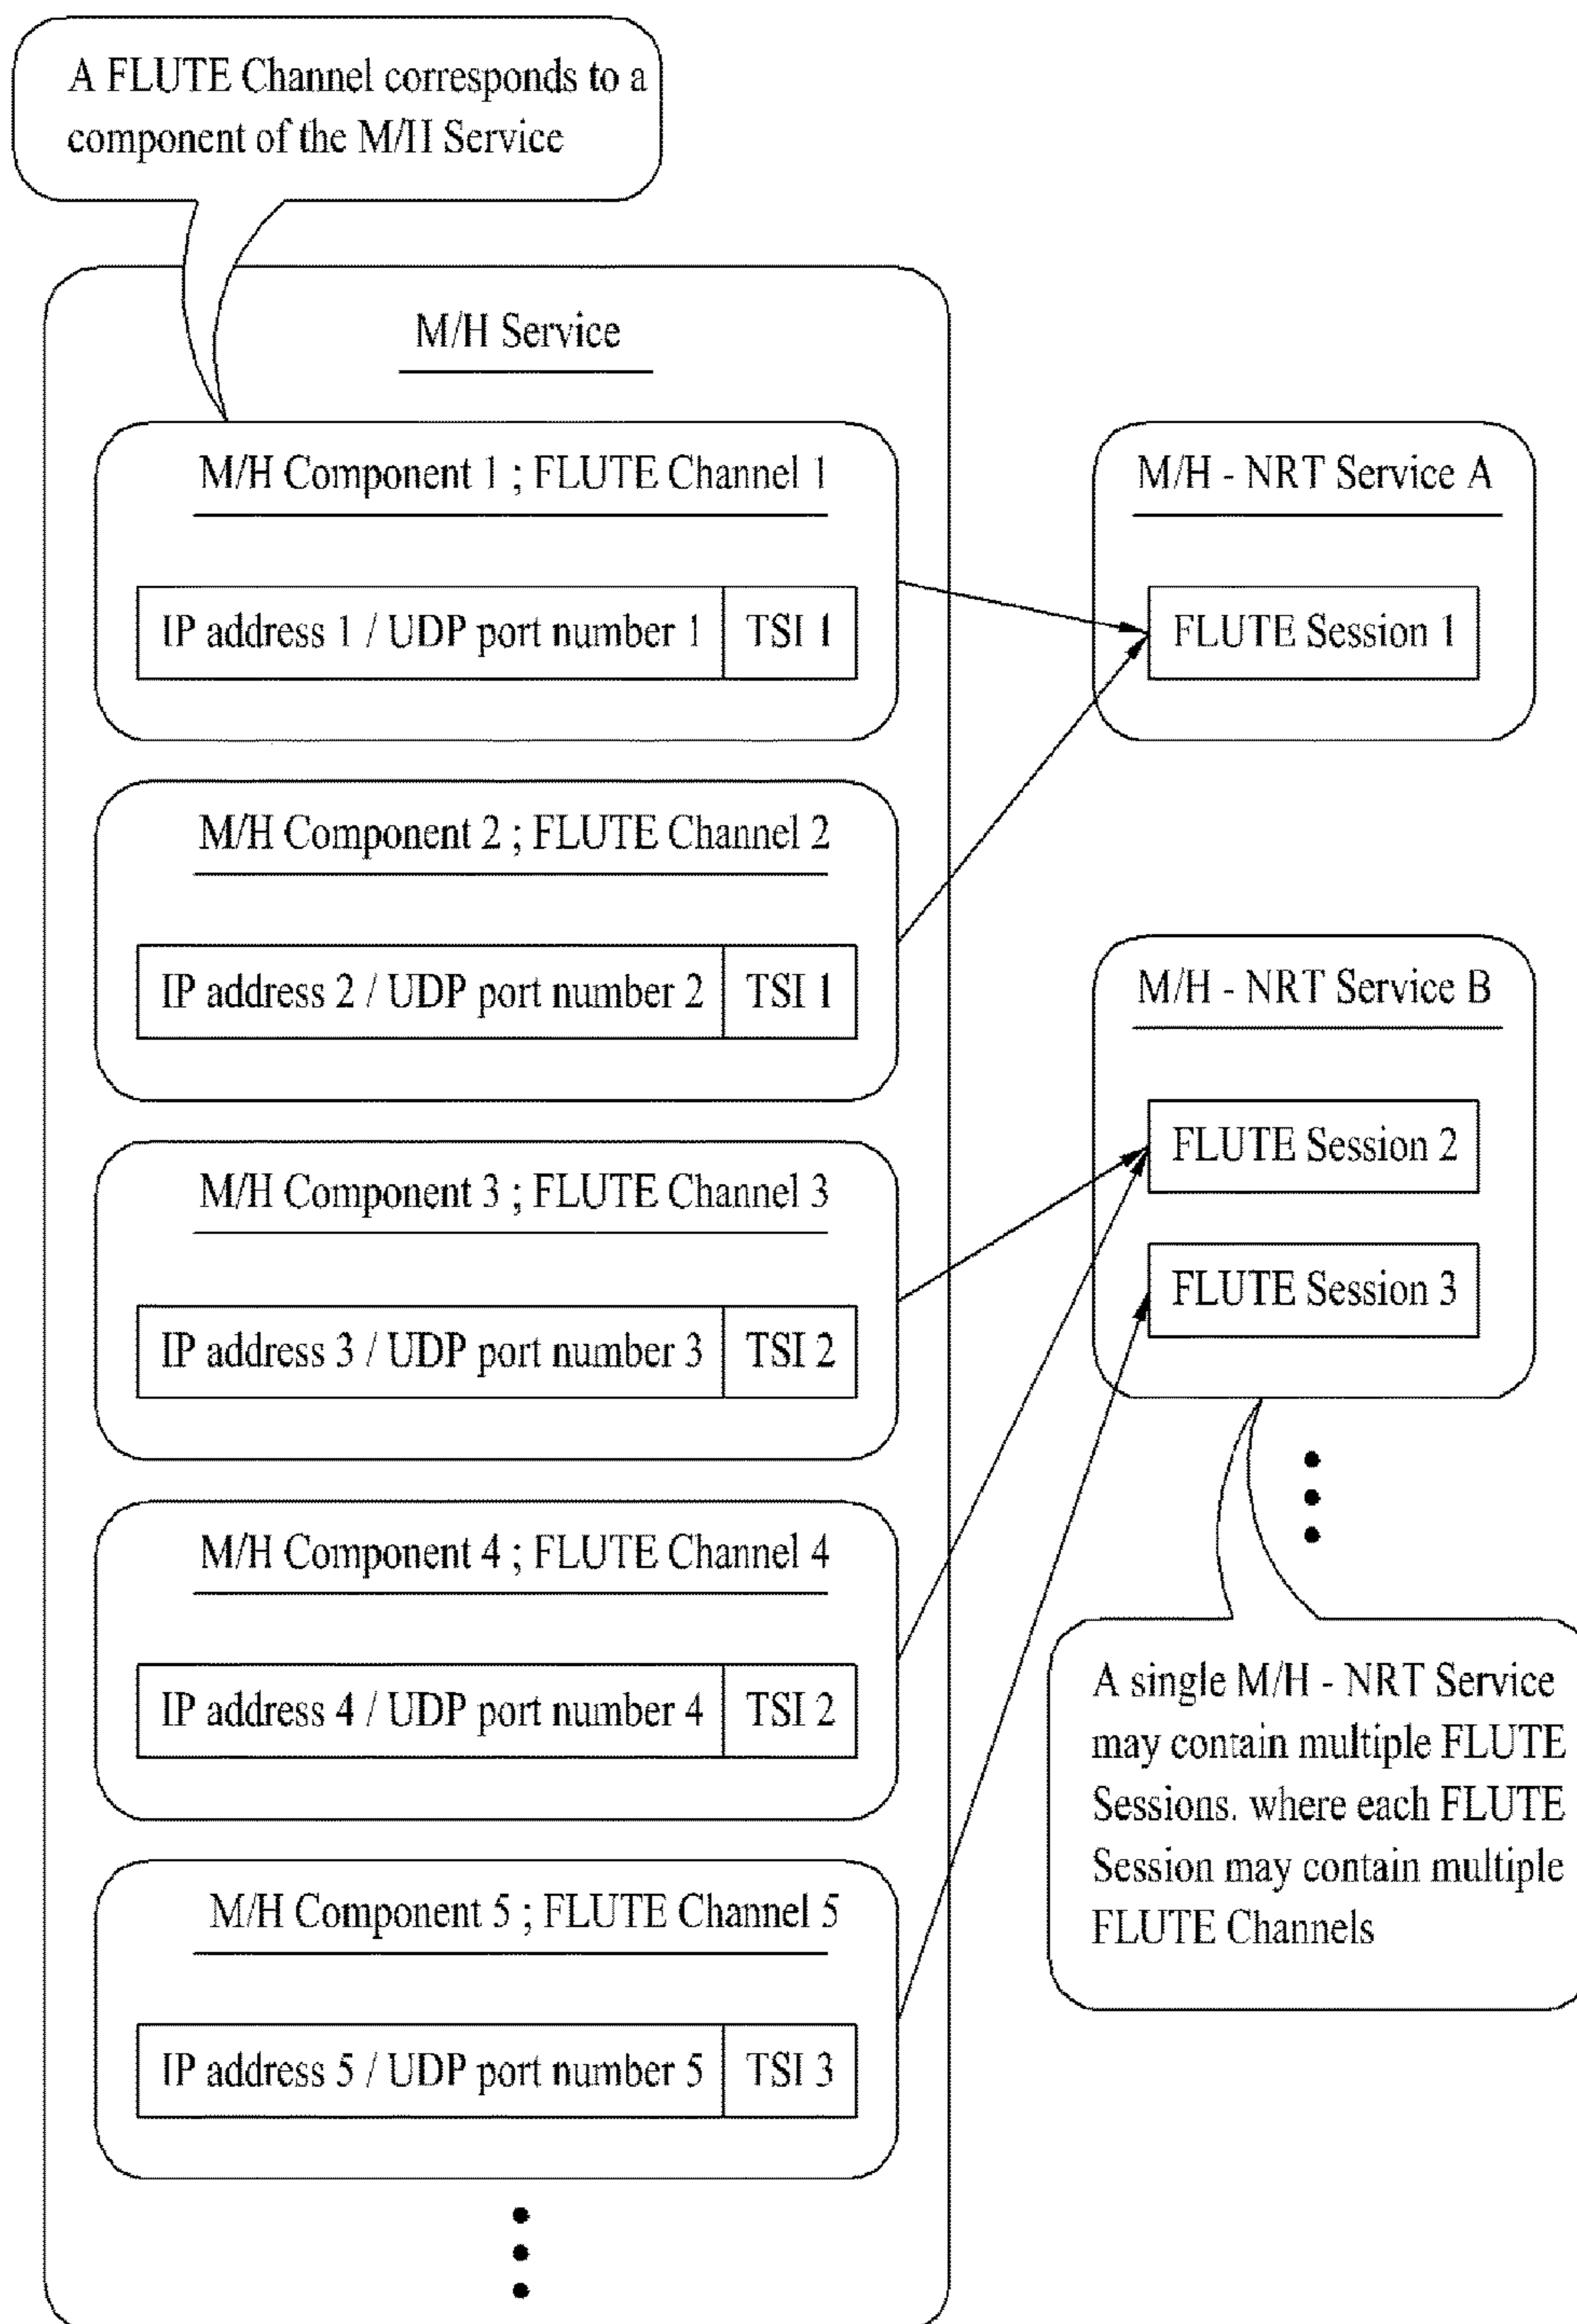 A FLUTE Channel corresponds to a
component of the M/H Service
M/H Service
M/H Component 1 ; FLUTE Channel 1
IP address 1 / UDP port number 1 TSI 1
M/H Component 2 ; FLUTE Channel 2
IP address 2 / UDP port number 2 TSI 1
M/H Component 3 ; FLUTE Channel 3
IP address 3 / UDP port number 3 TSI 2
M/H Component 4 ; FLUTE Channel 4
IP address 4 / UDP port number 4 TSI 2
M/H Component 5 ; FLUTE Channel 5
IP address 5 / UDP port number 5 TSI 3
M/H - NRT Service A
FLUTE Session 1
M/H - NRT Service B
FLUTE Session 2
FLUTE Session 3
A single M/H - NRT Service
may contain multiple FLUTE
Sessions. where each FLUTE
Session may contain multiple
FLUTE Channels